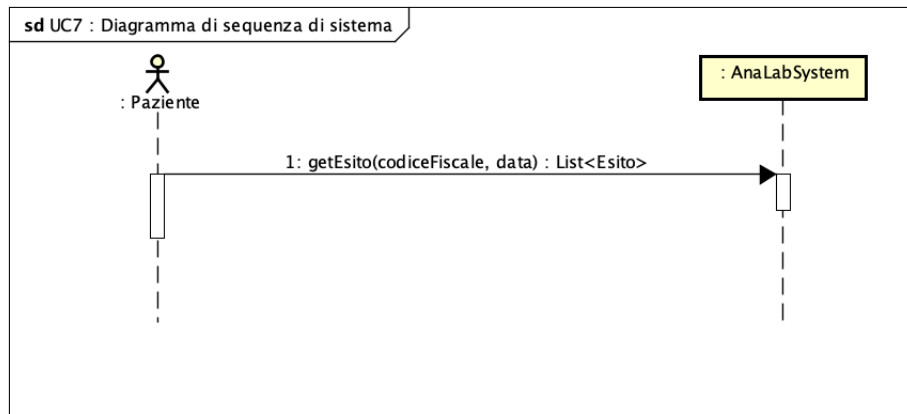 sd UC7 : Diagramma di sequenza di sistema
: Paziente
: AnaLabSystem
1: getEsito(codiceFiscale, data) : List<Esito>